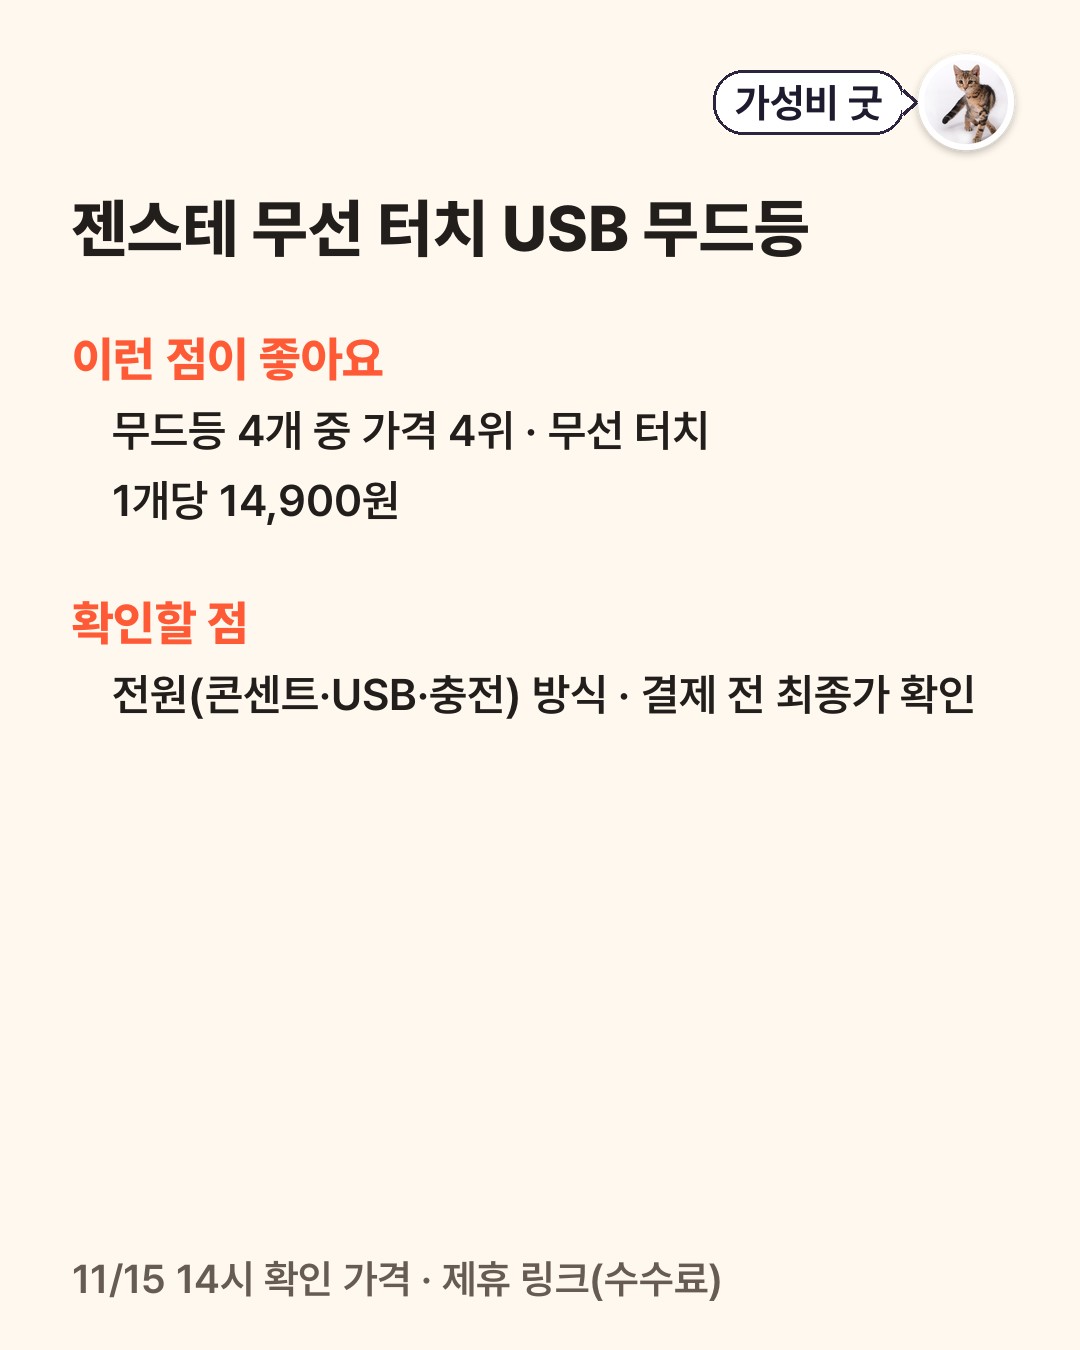 가성비 굿
젠스테 무선 터치 USB 무드등
이런 점이 좋아요
무드등 4개 중 가격 4위 · 무선 터치
1개당 14,900원
확인할 점
전원(콘센트·USB·충전) 방식 · 결제 전 최종가 확인
11/15 14시 확인 가격 · 제휴 링크(수수료)